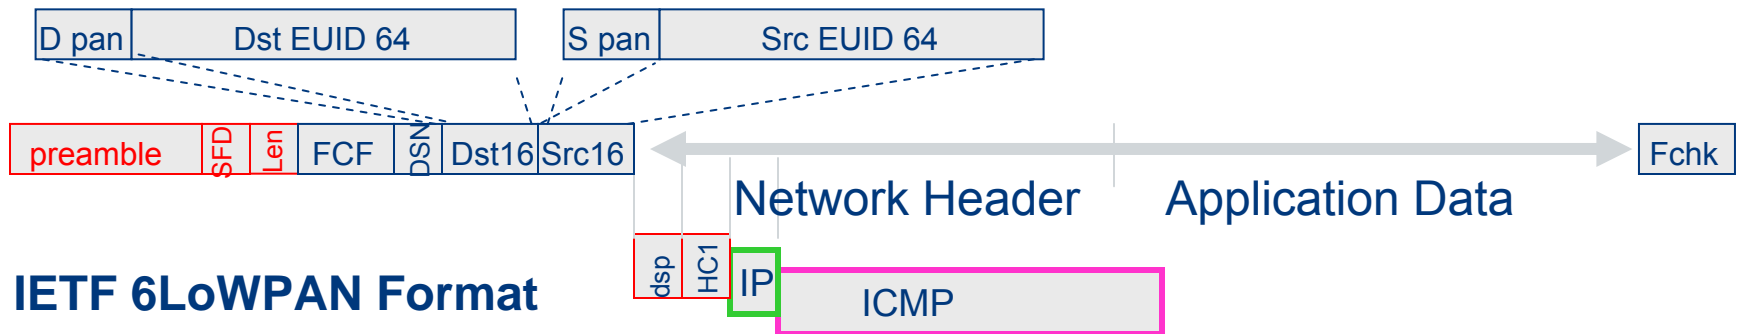 D pan Dst EUID 64 S pan Src EUID 64
preamble SFD Len FCF DSN Dst16 Src16 Fchk
Network Header Application Data
dsp HC1 IP ICMP
IETF 6LoWPAN Format